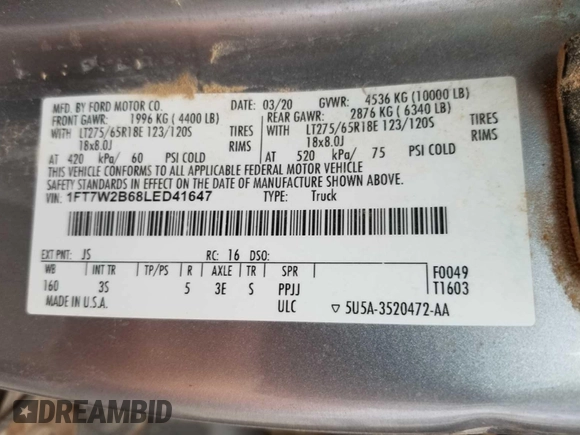 MFD. BY FORD MOTOR CO. DATE: 03/20 GVWR: 4536 KG (10000 LB)
FRONT GAWR: 1996 KG ( 4400 LB) REAR GAWR: 2876 KG ( 6340 LB)
WITH LT275/65R18E 123/120S TIRES WITH LT275/65R18E 123/120S TIRES
18x8.0J RIMS 18x8.0J RIMS
AT 420 kPa/ 60 PSI COLD AT 520 kPa/ 75 PSI COLD
THIS VEHICLE CONFORMS TO ALL APPLICABLE FEDERAL MOTOR VEHICLE
SAFETY STANDARDS IN EFFECT ON THE DATE OF MANUFACTURE SHOWN ABOVE.
VIN: 1FT7W2B68LED41647 TYPE: Truck
EXT PNT: JS RC: 16 DSO:
WB INT TR TP/PS R AXLE TR SPR F0049
160 3S 5 3E S PPJJ T1603
MADE IN U.S.A. ULC ▽ 5U5A-3520472-AA
DREAMBID